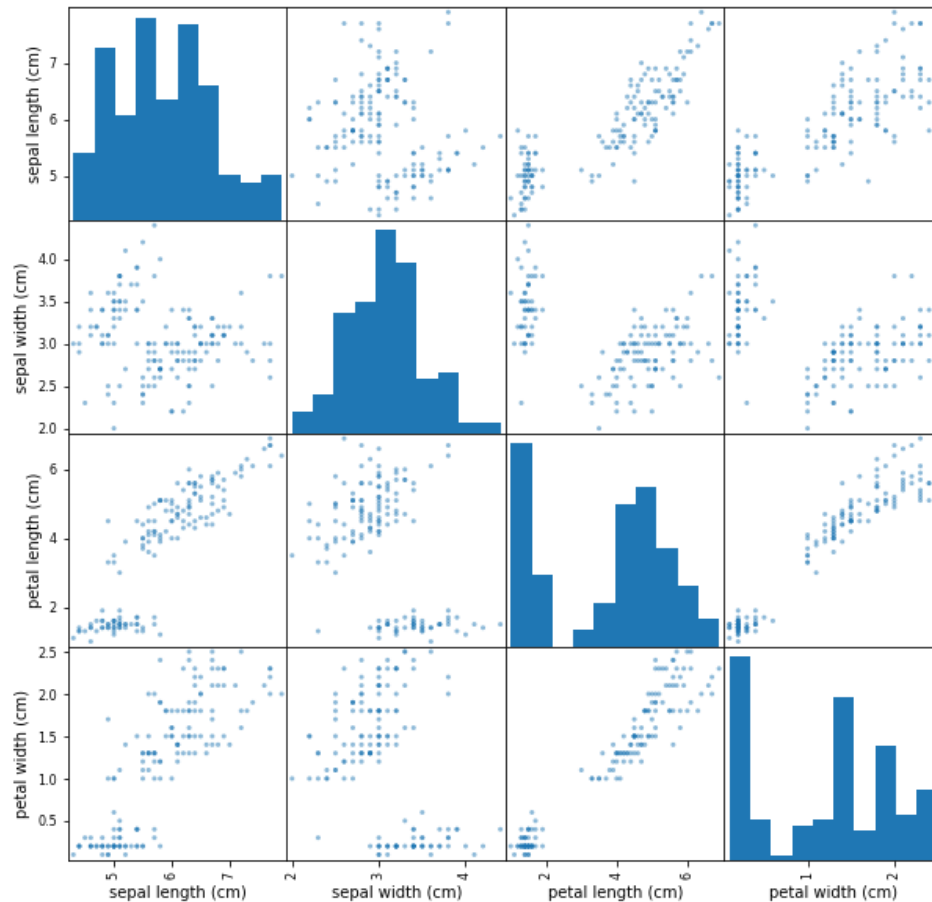 sepal length (cm)
7
6
5
sepal width (cm)
4.0
3.5
3.0
2.5
2.0
petal length (cm)
6
4
2
petal width (cm)
2.5
2.0
1.5
1.0
0.5
5 6 7 2 3 4 2 4 6 1 2
sepal length (cm) sepal width (cm) petal length (cm) petal width (cm)